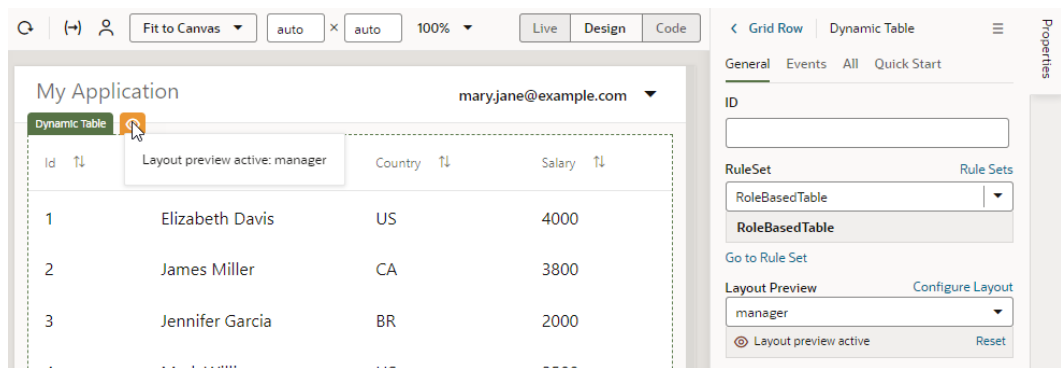 Fit to Canvas auto × auto 100% Live Design Code
Grid Row Dynamic Table
Properties
General Events All Quick Start
My Application mary.jane@example.com
ID
Dynamic Table
Layout preview active: manager
Id Country Salary
RuleSet Rule Sets
RoleBasedTable
RoleBasedTable
1 Elizabeth Davis US 4000
Go to Rule Set
2 James Miller CA 3800
Layout Preview Configure Layout
manager
3 Jennifer Garcia BR 2000
Layout preview active Reset